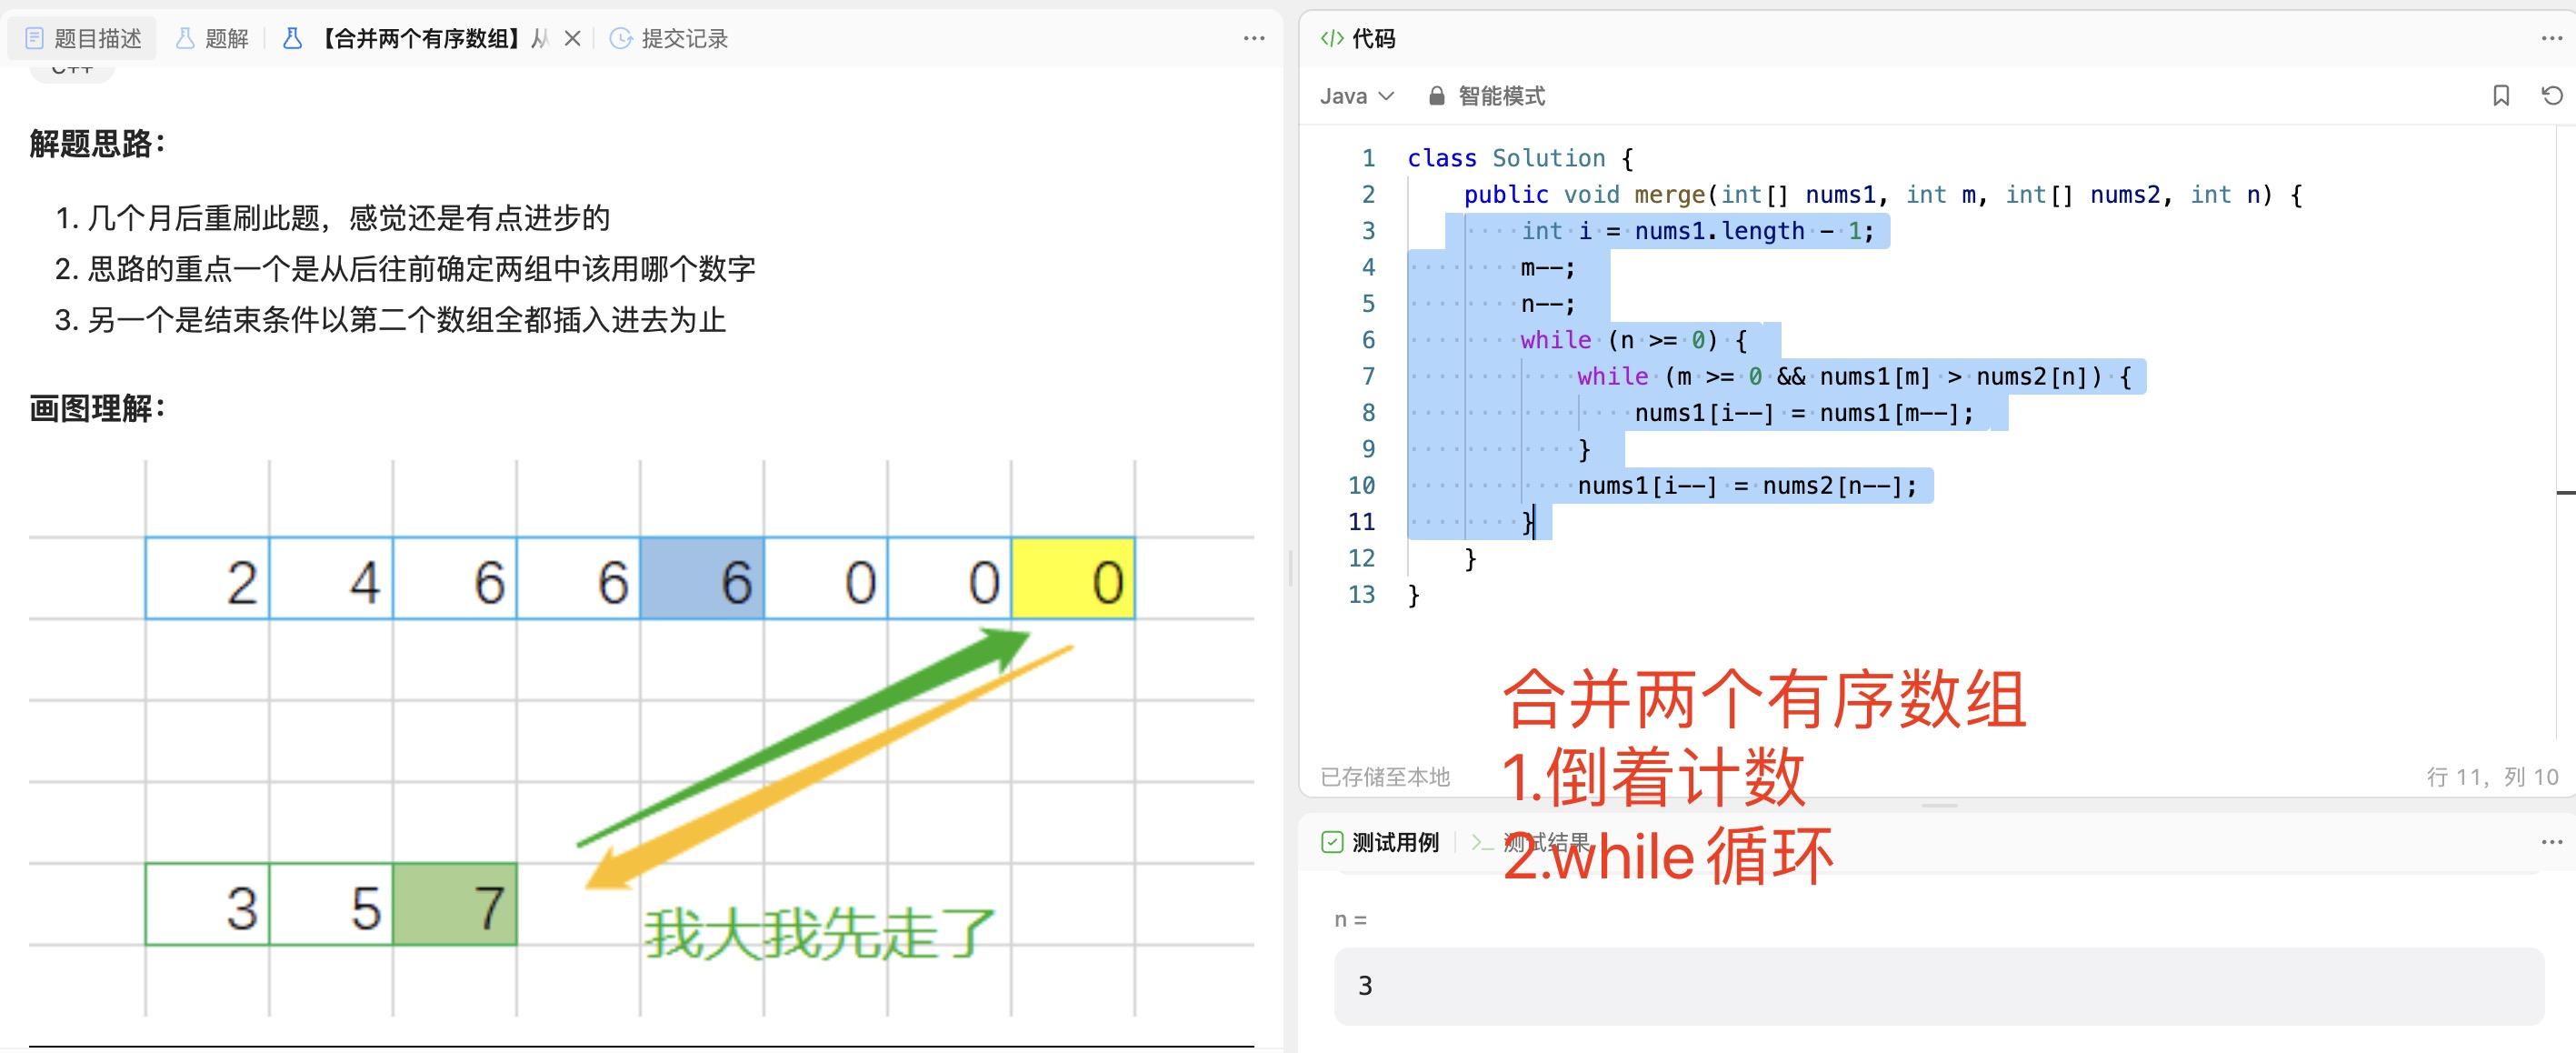 题目描述
题解
【合并两个有序数组】从
提交记录
C++
解题思路：
1. 几个月后重刷此题，感觉还是有点进步的
2. 思路的重点一个是从后往前确定两组中该用哪个数字
3. 另一个是结束条件以第二个数组全都插入进去为止
画图理解：
2 4 6 6 6 0 0 0
3 5 7
我大我先走了
</> 代码
Java
智能模式
1 class Solution {
2 public void merge(int[] nums1, int m, int[] nums2, int n) {
3 int i = nums1.length - 1;
4 m--;
5 n--;
6 while (n >= 0) {
7 while (m >= 0 && nums1[m] > nums2[n]) {
8 nums1[i--] = nums1[m--];
9 }
10 nums1[i--] = nums2[n--];
11 }
12 }
13 }
合并两个有序数组
1.倒着计数
2.while循环
已存储至本地
行 11，列 10
测试用例
测试结果
n =
3